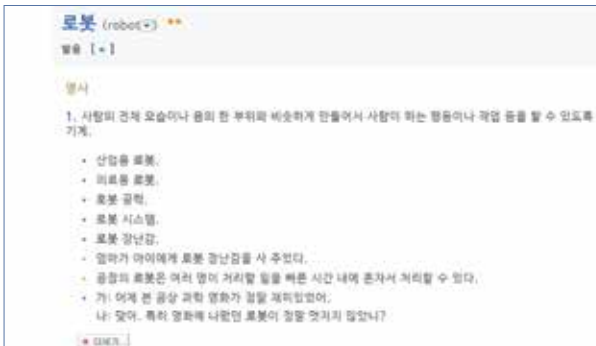 로봇 (robot) **
발음 [ ]
명사
1. 사람의 전체 모습이나 몸의 한 부위와 비슷하게 만들어서 사람이 하는 행동이나 작업 등을 할 수 있도록
기계.
산업용 로봇.
의료용 로봇.
로봇 공학.
로봇 시스템.
로봇 장난감.
엄마가 아이에게 로봇 장난감을 사 주었다.
공장의 로봇은 여러 명이 처리할 일을 빠른 시간 내에 혼자서 처리할 수 있다.
가: 어제 본 공상 과학 영화가 정말 재미있었어.
나: 맞아. 특히 영화에 나왔던 로봇이 정말 멋지지 않았니?